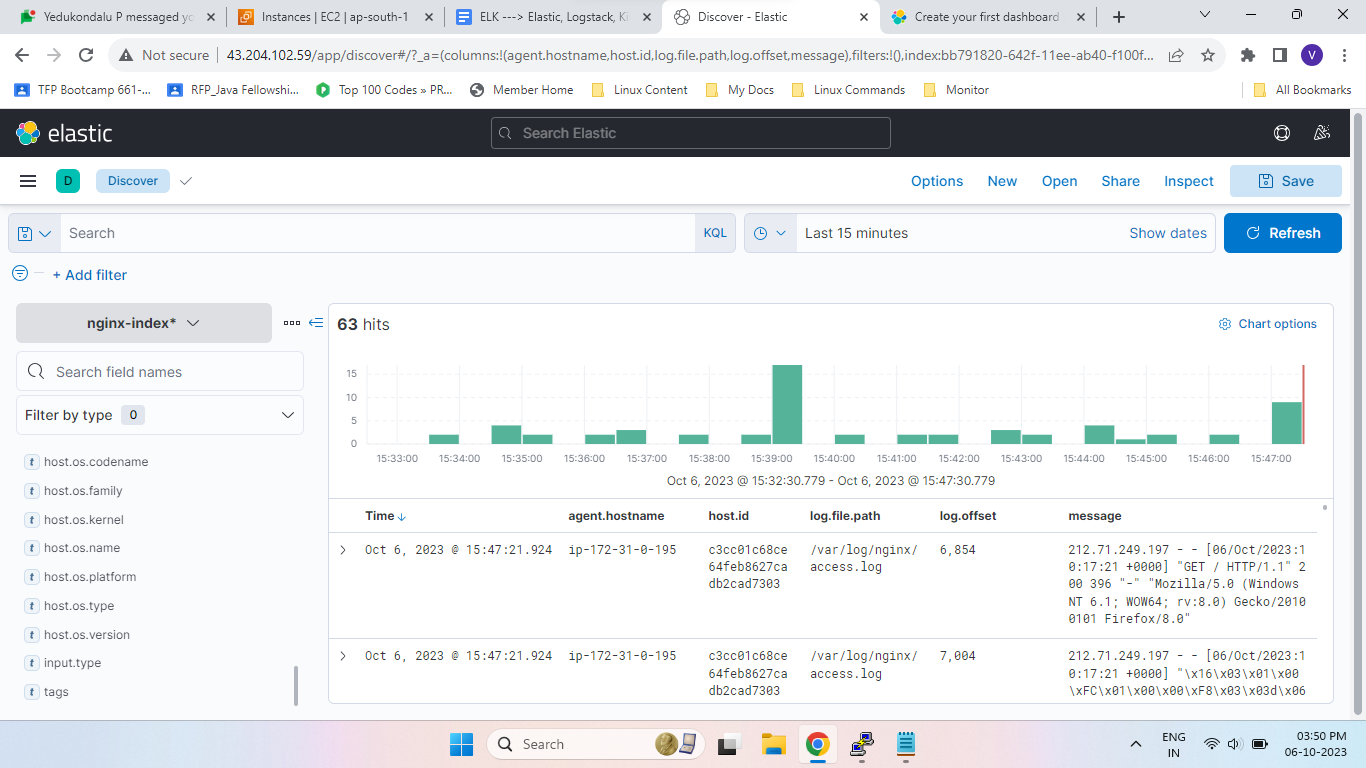 Yedukondalu P messaged yo
Instances | EC2 | ap-south-1
ELK ---> Elastic, Logstack, Ki
Discover - Elastic
Create your first dashboard
Not secure
43.204.102.59/app/discover#/?_a=(columns:!(agent.hostname,host.id,log.file.path,log.offset,message),filters:!(),index:bb791820-642f-11ee-ab40-f100f...
V
TFP Bootcamp 661-...
RFP_Java Fellowshi...
Top 100 Codes » PR...
Member Home
Linux Content
My Docs
Linux Commands
Monitor
All Bookmarks
elastic
Search Elastic
D
Discover
Options
New
Open
Share
Inspect
Save
Search
KQL
Last 15 minutes
Show dates
Refresh
+ Add filter
nginx-index*
Search field names
Filter by type 0
t host.os.codename
t host.os.family
t host.os.kernel
t host.os.name
t host.os.platform
t host.os.type
t host.os.version
t input.type
t tags
63 hits
Chart options
15
10
5
0
15:33:00 15:34:00 15:35:00 15:36:00 15:37:00 15:38:00 15:39:00 15:40:00 15:41:00 15:42:00 15:43:00 15:44:00 15:45:00 15:46:00 15:47:00
Oct 6, 2023 @ 15:32:30.779 - Oct 6, 2023 @ 15:47:30.779
Time agent.hostname host.id log.file.path log.offset message
Oct 6, 2023 @ 15:47:21.924 ip-172-31-0-195 c3cc01c68ce /var/log/nginx/ 6,854 212.71.249.197 - - [06/Oct/2023:1
64feb8627ca access.log 0:17:21 +0000] "GET / HTTP/1.1" 2
db2cad7303 00 396 "-" "Mozilla/5.0 (Windows
NT 6.1; WOW64; rv:8.0) Gecko/2010
0101 Firefox/8.0"
Oct 6, 2023 @ 15:47:21.924 ip-172-31-0-195 c3cc01c68ce /var/log/nginx/ 7,004 212.71.249.197 - - [06/Oct/2023:1
64feb8627ca access.log 0:17:21 +0000] "\x16\x03\x01\x00
db2cad7303 \xFC\x01\x00\x00\xF8\x03\x03d\x06
Search
ENG
IN
03:50 PM
06-10-2023